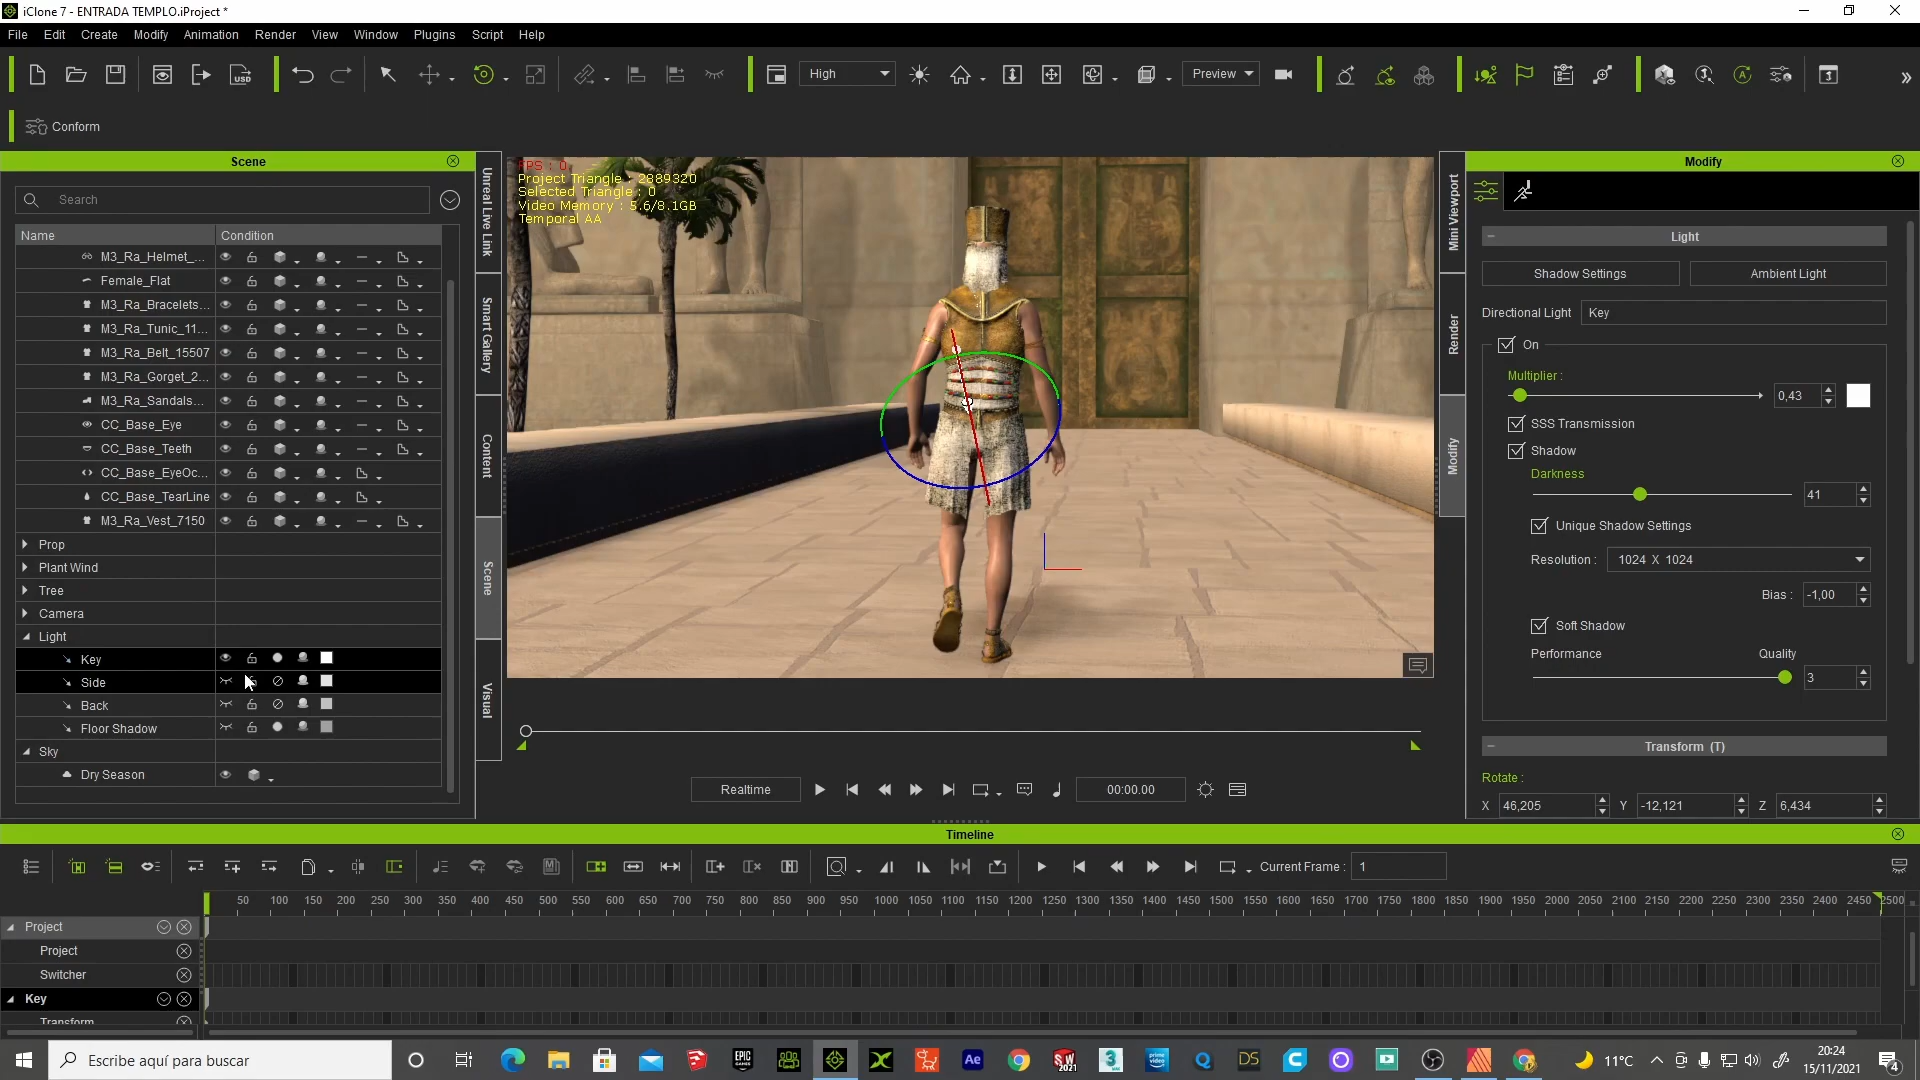 iClone 7 - ENTRADA TEMPLO.iProject *
File Edit Create Modify Animation Render View Window Plugins Script Help
High
Preview
Conform
Scene
Search
Name Condition
M3_Ra_Helmet_...
Female_Flat
M3_Ra_Bracelets...
M3_Ra_Tunic_11...
M3_Ra_Belt_15507
M3_Ra_Gorget_2...
M3_Ra_Sandals...
CC_Base_Eye
CC_Base_Teeth
CC_Base_EyeOc...
CC_Base_TearLine
M3_Ra_Vest_7150
Prop
Plant Wind
Tree
Camera
Light
Key
Side
Back
Floor Shadow
Sky
Dry Season
Unreal Live Link
Smart Gallery
Content
Scene
Visual
FPS : 0
Project Triangle : 2889320
Selected Triangle : 0
Video Memory : 5.6/8.1GB
Temporal AA
Realtime
00:00.00
Mini Viewport
Render
Modify
Modify
Light
Shadow Settings
Ambient Light
Directional Light Key
On
Multiplier :
0,43
SSS Transmission
Shadow
Darkness
41
Unique Shadow Settings
Resolution : 1024 X 1024
Bias : -1,00
Soft Shadow
Performance Quality
3
Transform (T)
Rotate :
X 46,205 Y -12,121 Z 6,434
Timeline
Current Frame : 1
50 100 150 200 250 300 350 400 450 500 550 600 650 700 750 800 850 900 950 1000 1050 1100 1150 1200 1250 1300 1350 1400 1450 1500 1550 1600 1650 1700 1750 1800 1850 1900 1950 2000 2050 2100 2150 2200 2250 2300 2350 2400 2450 2500
Project
Project
Switcher
Key
Transform
Escribe aquí para buscar
EPIC GAMES
Ae
SW 2021
3
prime video
DS
11°C
20:24
15/11/2021
4